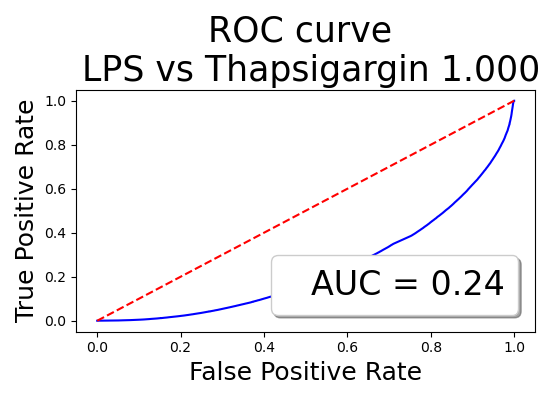 ROC curve
LPS vs Thapsigargin 1.000
True Positive Rate
1.0
0.8
0.6
0.4
0.2
0.0
AUC = 0.24
0.0 0.2 0.4 0.6 0.8 1.0
False Positive Rate